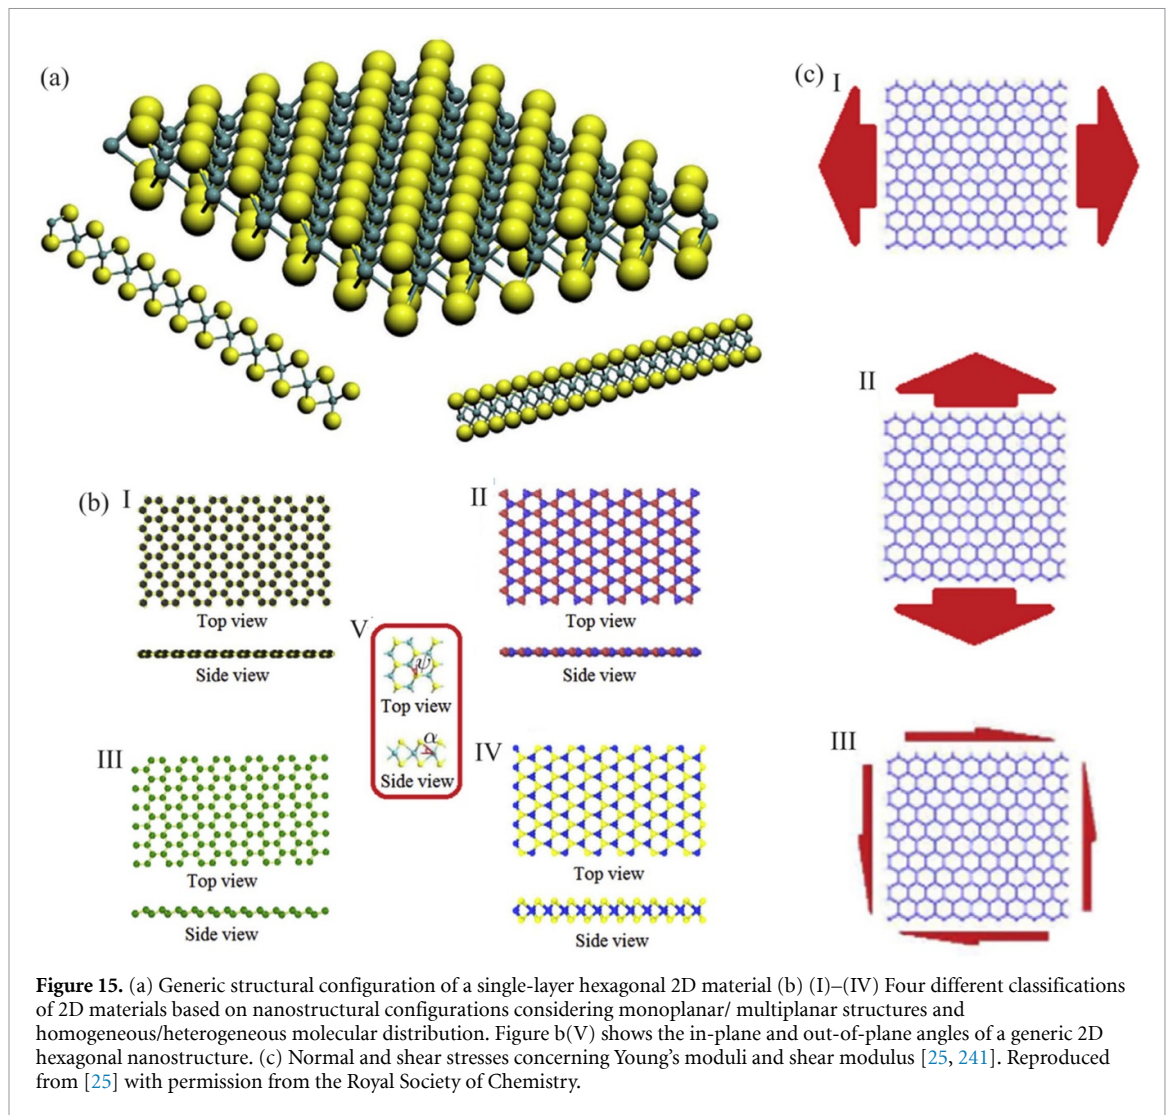 (a)
(c)
I
II
III
(b)
I
Top view
Side view
II
Top view
Side view
V
ψ
Top view
α
Side view
III
Top view
Side view
IV
Top view
Side view
Figure 15. (a) Generic structural configuration of a single-layer hexagonal 2D material (b) (I)–(IV) Four different classifications
of 2D materials based on nanostructural configurations considering monoplanar/ multiplanar structures and
homogeneous/heterogeneous molecular distribution. Figure b(V) shows the in-plane and out-of-plane angles of a generic 2D
hexagonal nanostructure. (c) Normal and shear stresses concerning Young's moduli and shear modulus [25, 241]. Reproduced
from [25] with permission from the Royal Society of Chemistry.